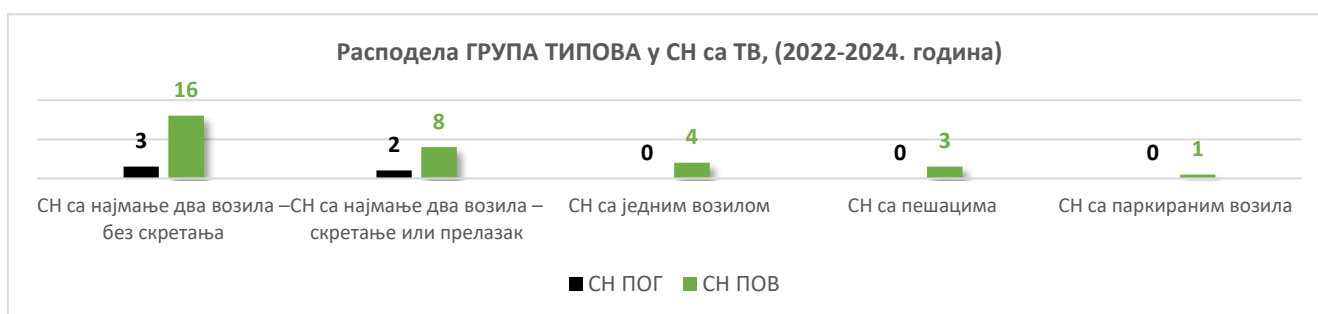 Расподела ГРУПА ТИПОВА у СН са ТВ, (2022-2024. година)
3
16
2
8
0
4
0
3
0
1
СН са најмање два возила –
без скретања
СН са најмање два возила –
скретање или прелазак
СН са једним возилом
СН са пешацима
СН са паркираним возила
СН ПОГ
СН ПОВ